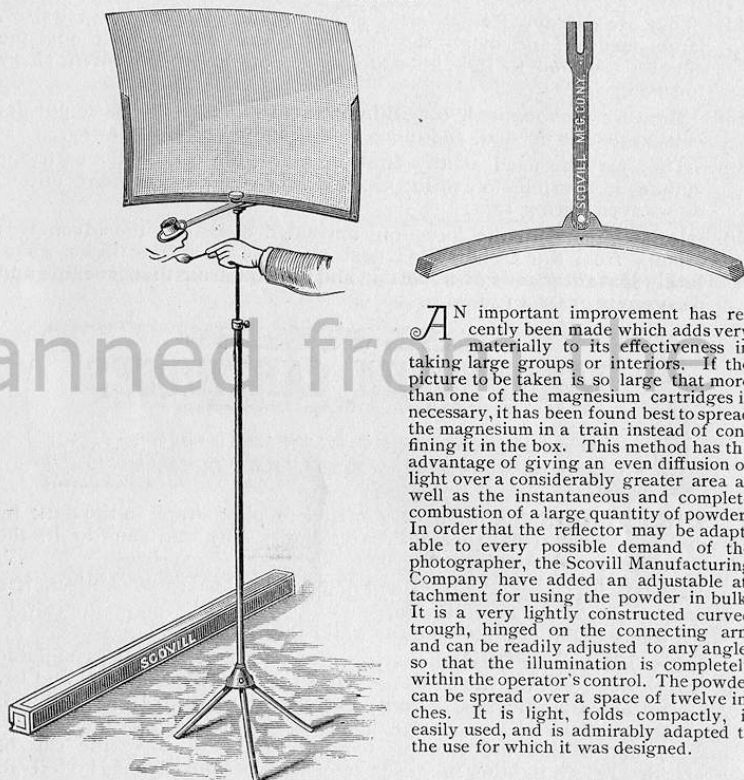 SCOVILL MFG. CO. N.Y.
AN important improvement has re
cently been made which adds very
materially to its effectiveness in
taking large groups or interiors. If the
picture to be taken is so large that more
than one of the magnesium cartridges i
necessary, it has been found best to spread
the magnesium in a train instead of con
fining it in the box. This method has th
advantage of giving an even diffusion o
light over a considerably greater area a
well as the instantaneous and complet
combustion of a large quantity of powder
In order that the reflector may be adapt
able to every possible demand of the
photographer, the Scovill Manufacturing
Company have added an adjustable at
tachment for using the powder in bulk
It is a very lightly constructed curved
trough, hinged on the connecting arm
and can be readily adjusted to any angle
so that the illumination is completel
within the operator's control. The powde
can be spread over a space of twelve in
ches. It is light, folds compactly, i
easily used, and is admirably adapted t
the use for which it was designed.
SCOVILL
anned from the